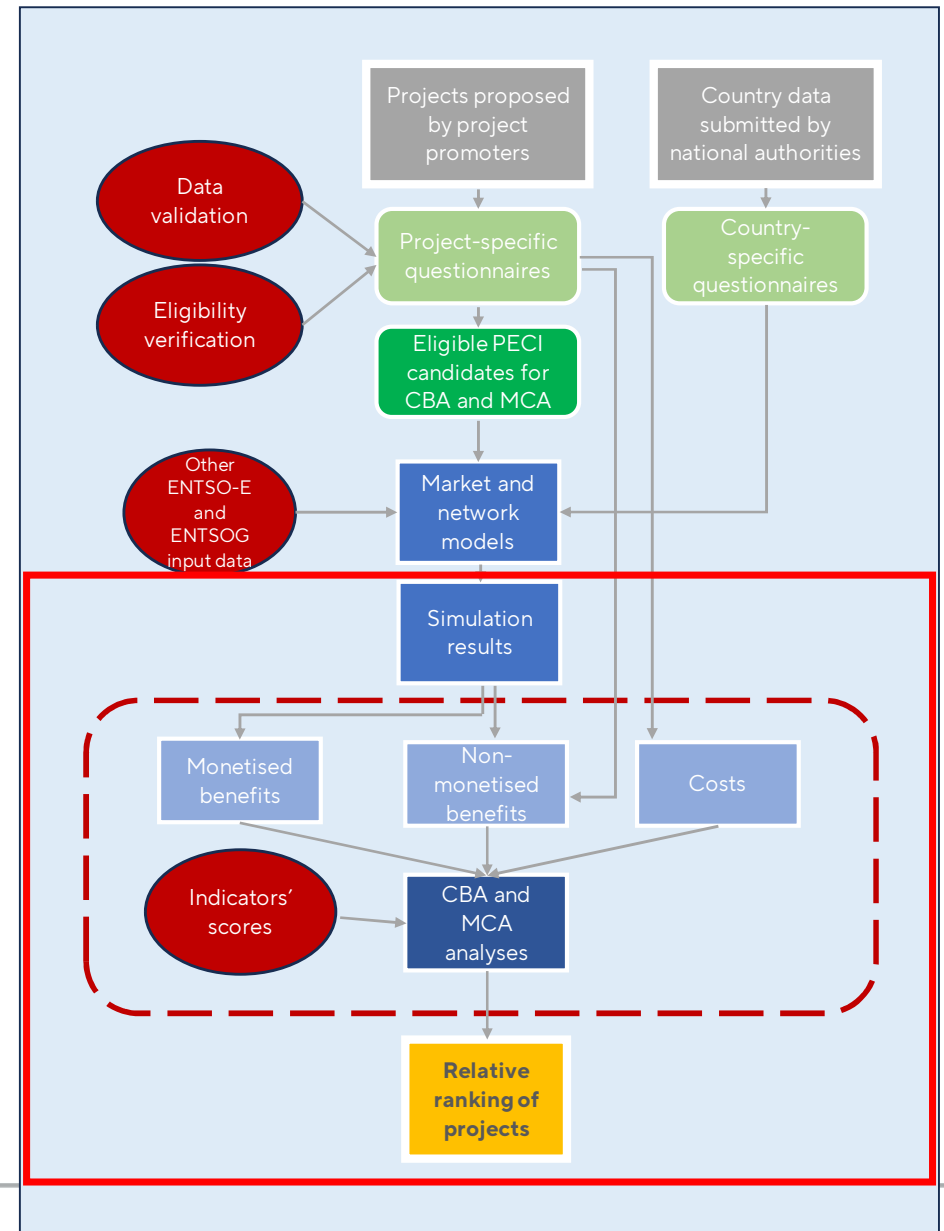 Projects proposed
by project
promoters
Country data
submitted by
national authorities
Data
validation
Project-specific
questionnaires
Country-
specific
questionnaires
Eligibility
verification
Eligible PECI
candidates for
CBA and MCA
Other
ENTSO-E
and
ENTSOG
input data
Market and
network
models
Simulation
results
Monetised
benefits
Non-
monetised
benefits
Costs
Indicators’
scores
CBA and
MCA
analyses
Relative
ranking of
projects